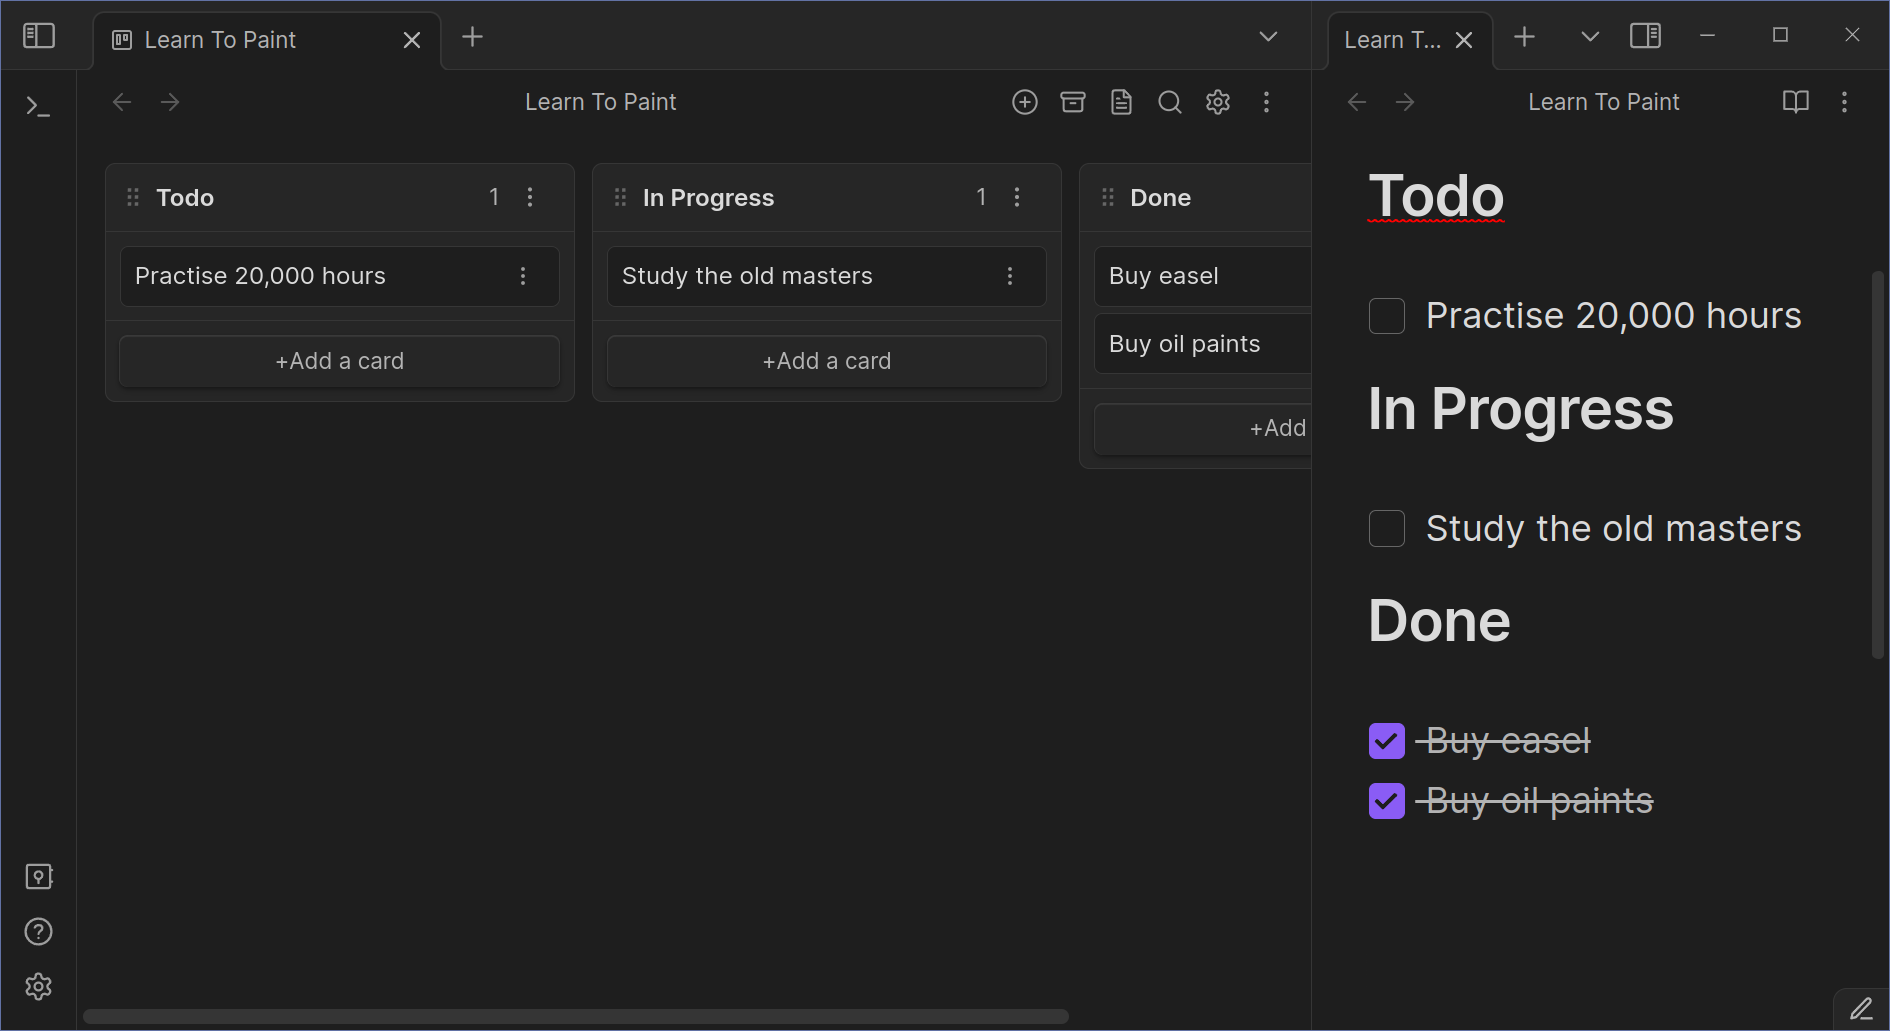 Learn To Paint
Learn T...
Learn To Paint
Todo 1
Practise 20,000 hours
+Add a card
In Progress 1
Study the old masters
+Add a card
Done
Buy easel
Buy oil paints
+Add
Learn To Paint
Todo
Practise 20,000 hours
In Progress
Study the old masters
Done
Buy easel
Buy oil paints